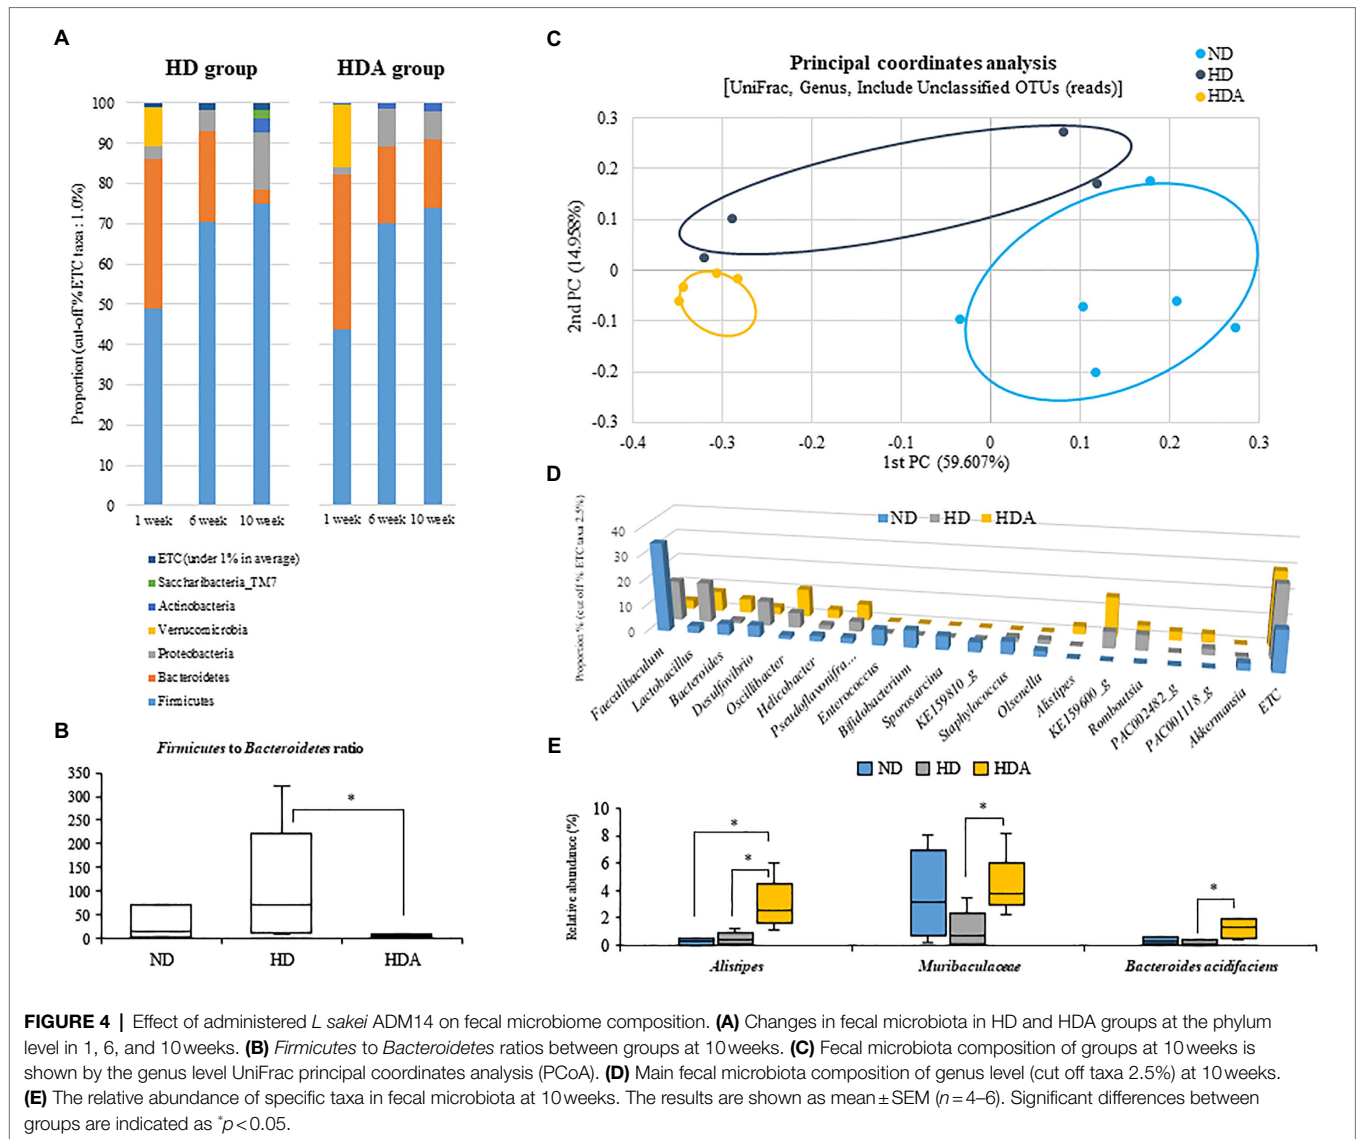 A
HD group
HDA group
Proportion (cut-off % ETC taxa : 1.0%)
100
90
80
70
60
50
40
30
20
10
0
1 week
6 week
10 week
1 week
6 week
10 week
ETC(under 1% in average)
Saccharibacteria_TM7
Actinobacteria
Verrucomicrobia
Proteobacteria
Bacteroidetes
Firmicutes
B
Firmicutes to Bacteroidetes ratio
350
300
250
200
150
100
50
0
*
ND
HD
HDA
C
Principal coordinates analysis
[UniFrac, Genus, Include Unclassified OTUs (reads)]
ND
HD
HDA
2nd PC (14.958%)
0.3
0.2
0.1
0
-0.1
-0.2
-0.3
-0.4
-0.3
-0.2
-0.1
0
0.1
0.2
0.3
1st PC (59.607%)
D
Proportion % (cut off % ETC taxa: 2.5%)
ND
HD
HDA
40
30
20
10
0
Faecalibaculum
Lactobacillus
Bacteroides
Desulfovibrio
Oscillibacter
Helicobacter
Pseudoflavonifra...
Enterococcus
Bifidobacterium
Sporosarcina
KE159810_g
Staphylococcus
Olsenella
Alistipes
KE159600_g
Romboutsia
PAC002482_g
PAC001118_g
Akkermansia
ETC
E
ND
HD
HDA
Relative abundance (%)
10
8
6
4
2
0
*
*
*
*
Alistipes
Muribaculaceae
Bacteroides acidifaciens
FIGURE 4 | Effect of administered L sakei ADM14 on fecal microbiome composition. (A) Changes in fecal microbiota in HD and HDA groups at the phylum
level in 1, 6, and 10 weeks. (B) Firmicutes to Bacteroidetes ratios between groups at 10 weeks. (C) Fecal microbiota composition of groups at 10 weeks is
shown by the genus level UniFrac principal coordinates analysis (PCoA). (D) Main fecal microbiota composition of genus level (cut off taxa 2.5%) at 10 weeks.
(E) The relative abundance of specific taxa in fecal microbiota at 10 weeks. The results are shown as mean ± SEM (n = 4–6). Significant differences between
groups are indicated as *p < 0.05.